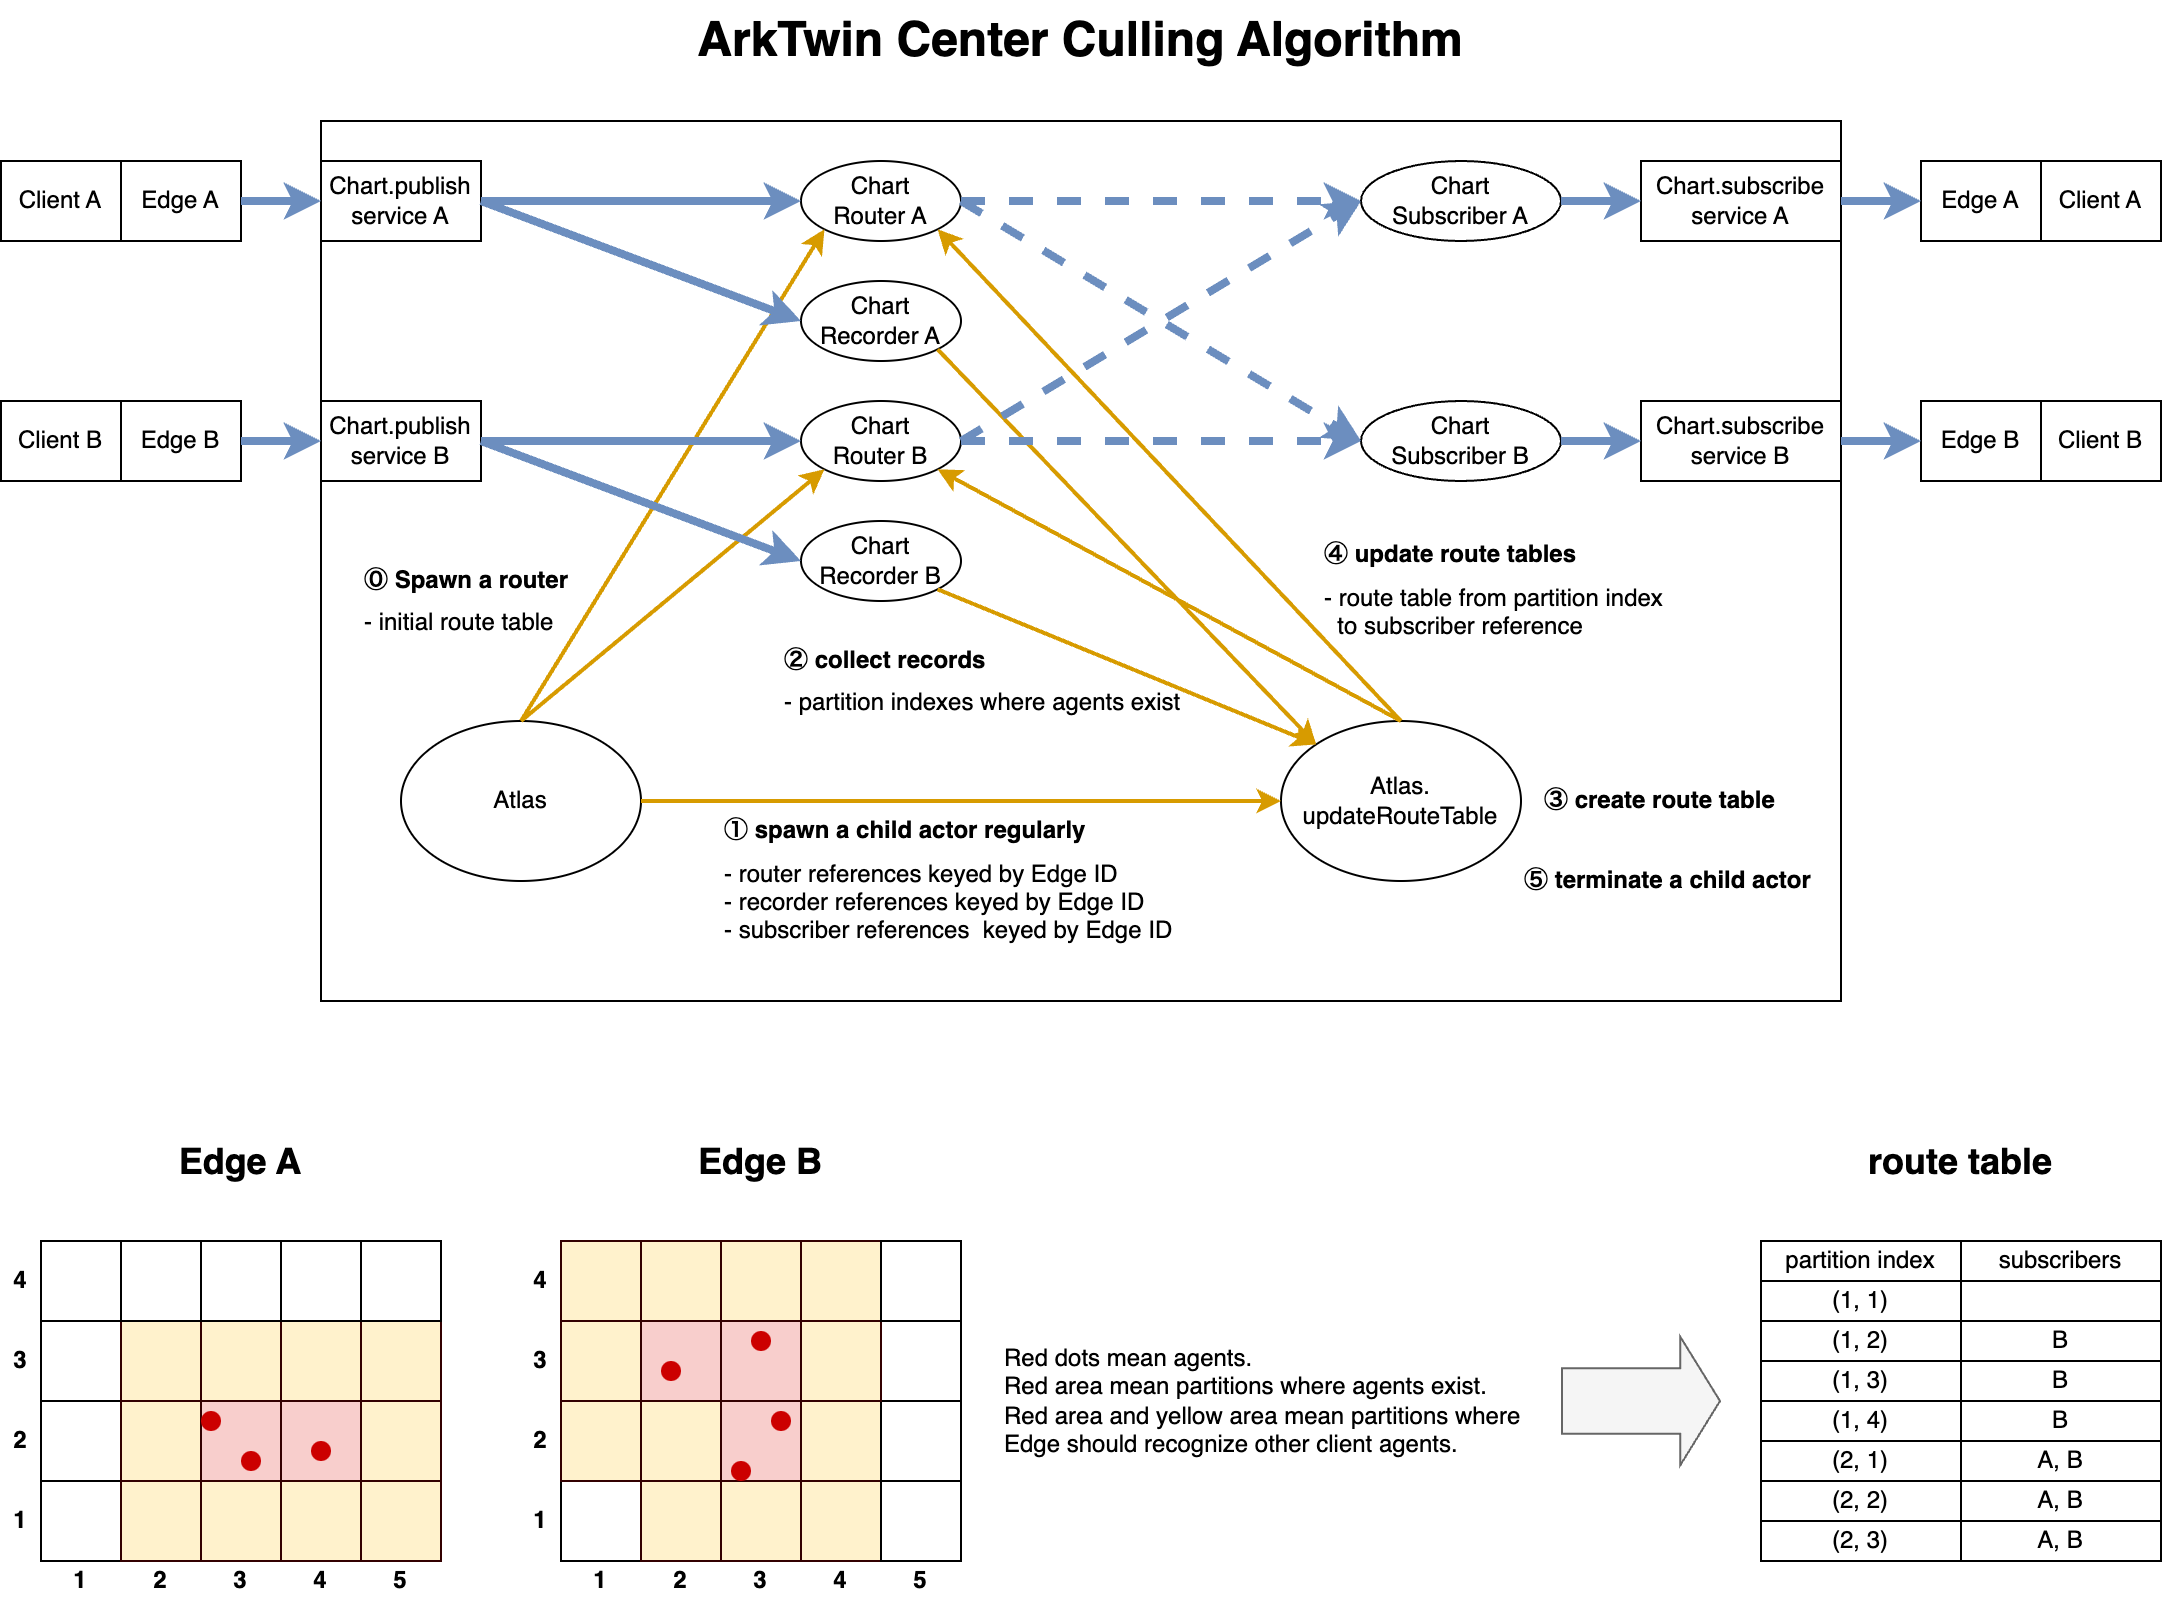 ArkTwin Center Culling Algorithm
Client A
Edge A
Chart.publish
service A
Chart
Router A
Chart
Subscriber A
Chart.subscribe
service A
Edge A
Client A
Chart
Recorder A
Client B
Edge B
Chart.publish
service B
Chart
Router B
Chart
Subscriber B
Chart.subscribe
service B
Edge B
Client B
Chart
Recorder B
⓪ Spawn a router
- initial route table
② collect records
- partition indexes where agents exist
④ update route tables
- route table from partition index
to subscriber reference
Atlas
Atlas.
updateRouteTable
③ create route table
① spawn a child actor regularly
- router references keyed by Edge ID
- recorder references keyed by Edge ID
- subscriber references  keyed by Edge ID
⑤ terminate a child actor
Edge A
4
3
2
1
1 2 3 4 5
Edge B
4
3
2
1
1 2 3 4 5
Red dots mean agents.
Red area mean partitions where agents exist.
Red area and yellow area mean partitions where
Edge should recognize other client agents.
route table
partition index subscribers
(1, 1)
(1, 2) B
(1, 3) B
(1, 4) B
(2, 1) A, B
(2, 2) A, B
(2, 3) A, B